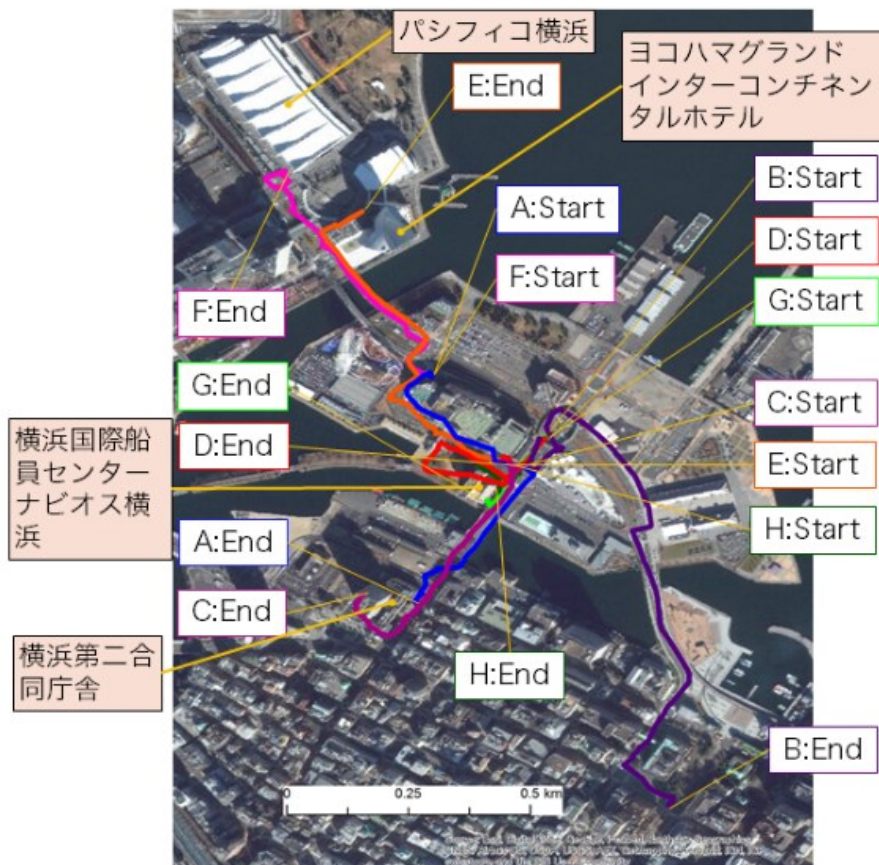 パシフィコ横浜
ヨコハマグランド
インターコンチネン
タルホテル
E:End
B:Start
A:Start
D:Start
F:Start
G:Start
F:End
G:End
C:Start
横浜国際船
員センター
ナビオス横
浜
D:End
E:Start
H:Start
A:End
C:End
横浜第二合
同庁舎
H:End
B:End
0 0.25 0.5 km